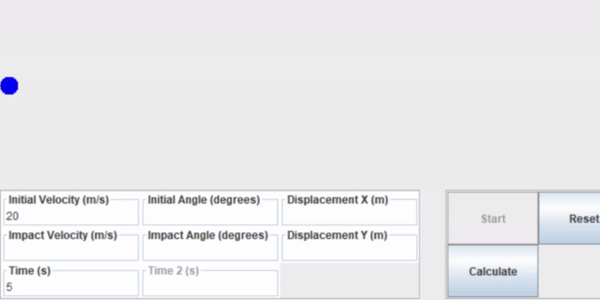 Initial Velocity (m/s) Initial Angle (degrees) Displacement X (m)
20
Start Reset
Impact Velocity (m/s) Impact Angle (degrees) Displacement Y (m)
Time (s) Time 2 (s)
Calculate
5